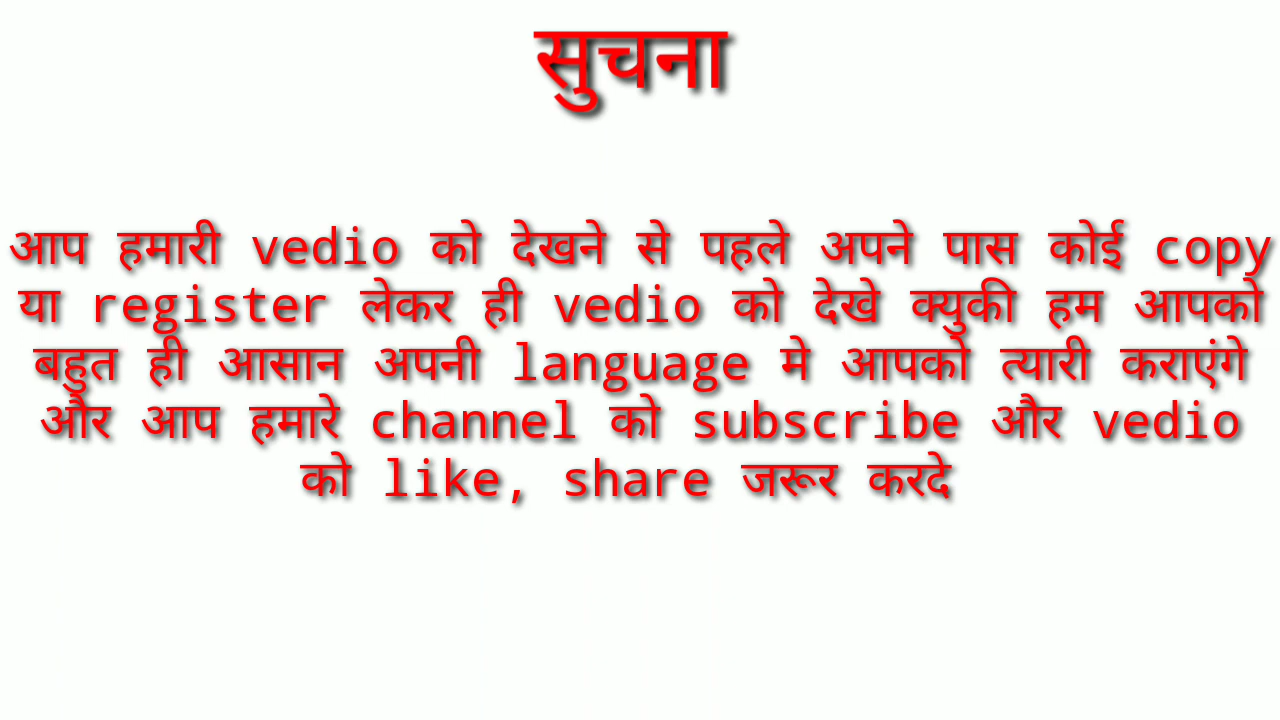 सुचना
आप हमारी vedio को देखने से पहले अपने पास कोई copy
या register लेकर ही vedio को देखे क्युकी हम आपको
बहुत ही आसान अपनी language मे आपको त्यारी कराएंगे
और आप हमारे channel को subscribe और vedio
को like, share जरूर करदे